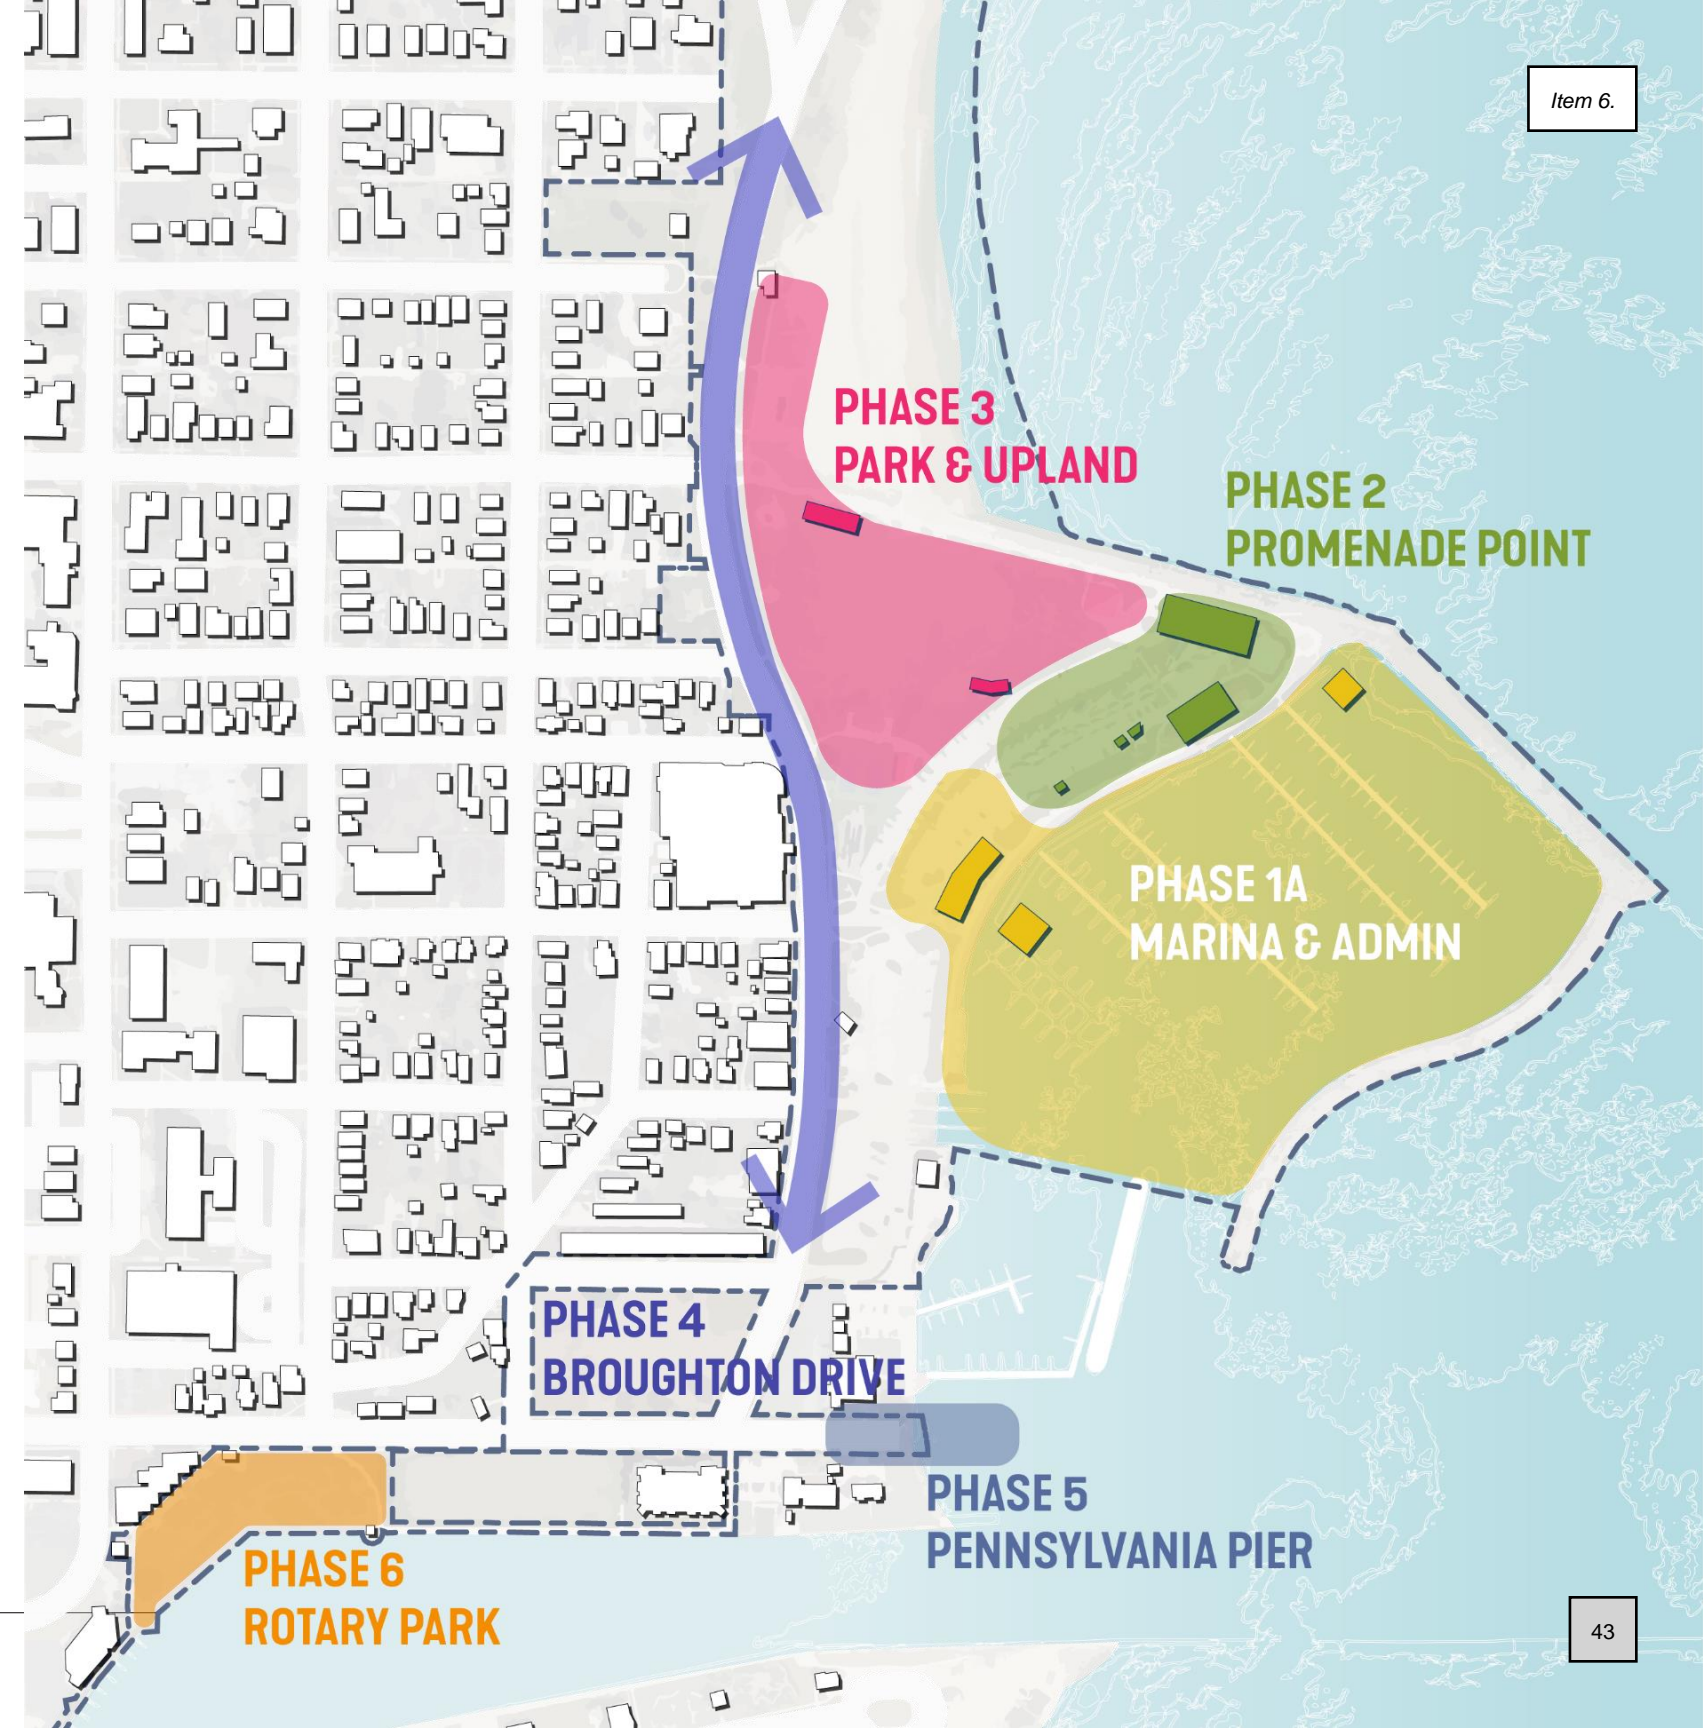 Item 6.
PHASE 3
PARK & UPLAND
PHASE 2
PROMENADE POINT
PHASE 1A
MARINA & ADMIN
PHASE 4
BROUGHTON DRIVE
PHASE 5
PENNSYLVANIA PIER
PHASE 6
ROTARY PARK
43